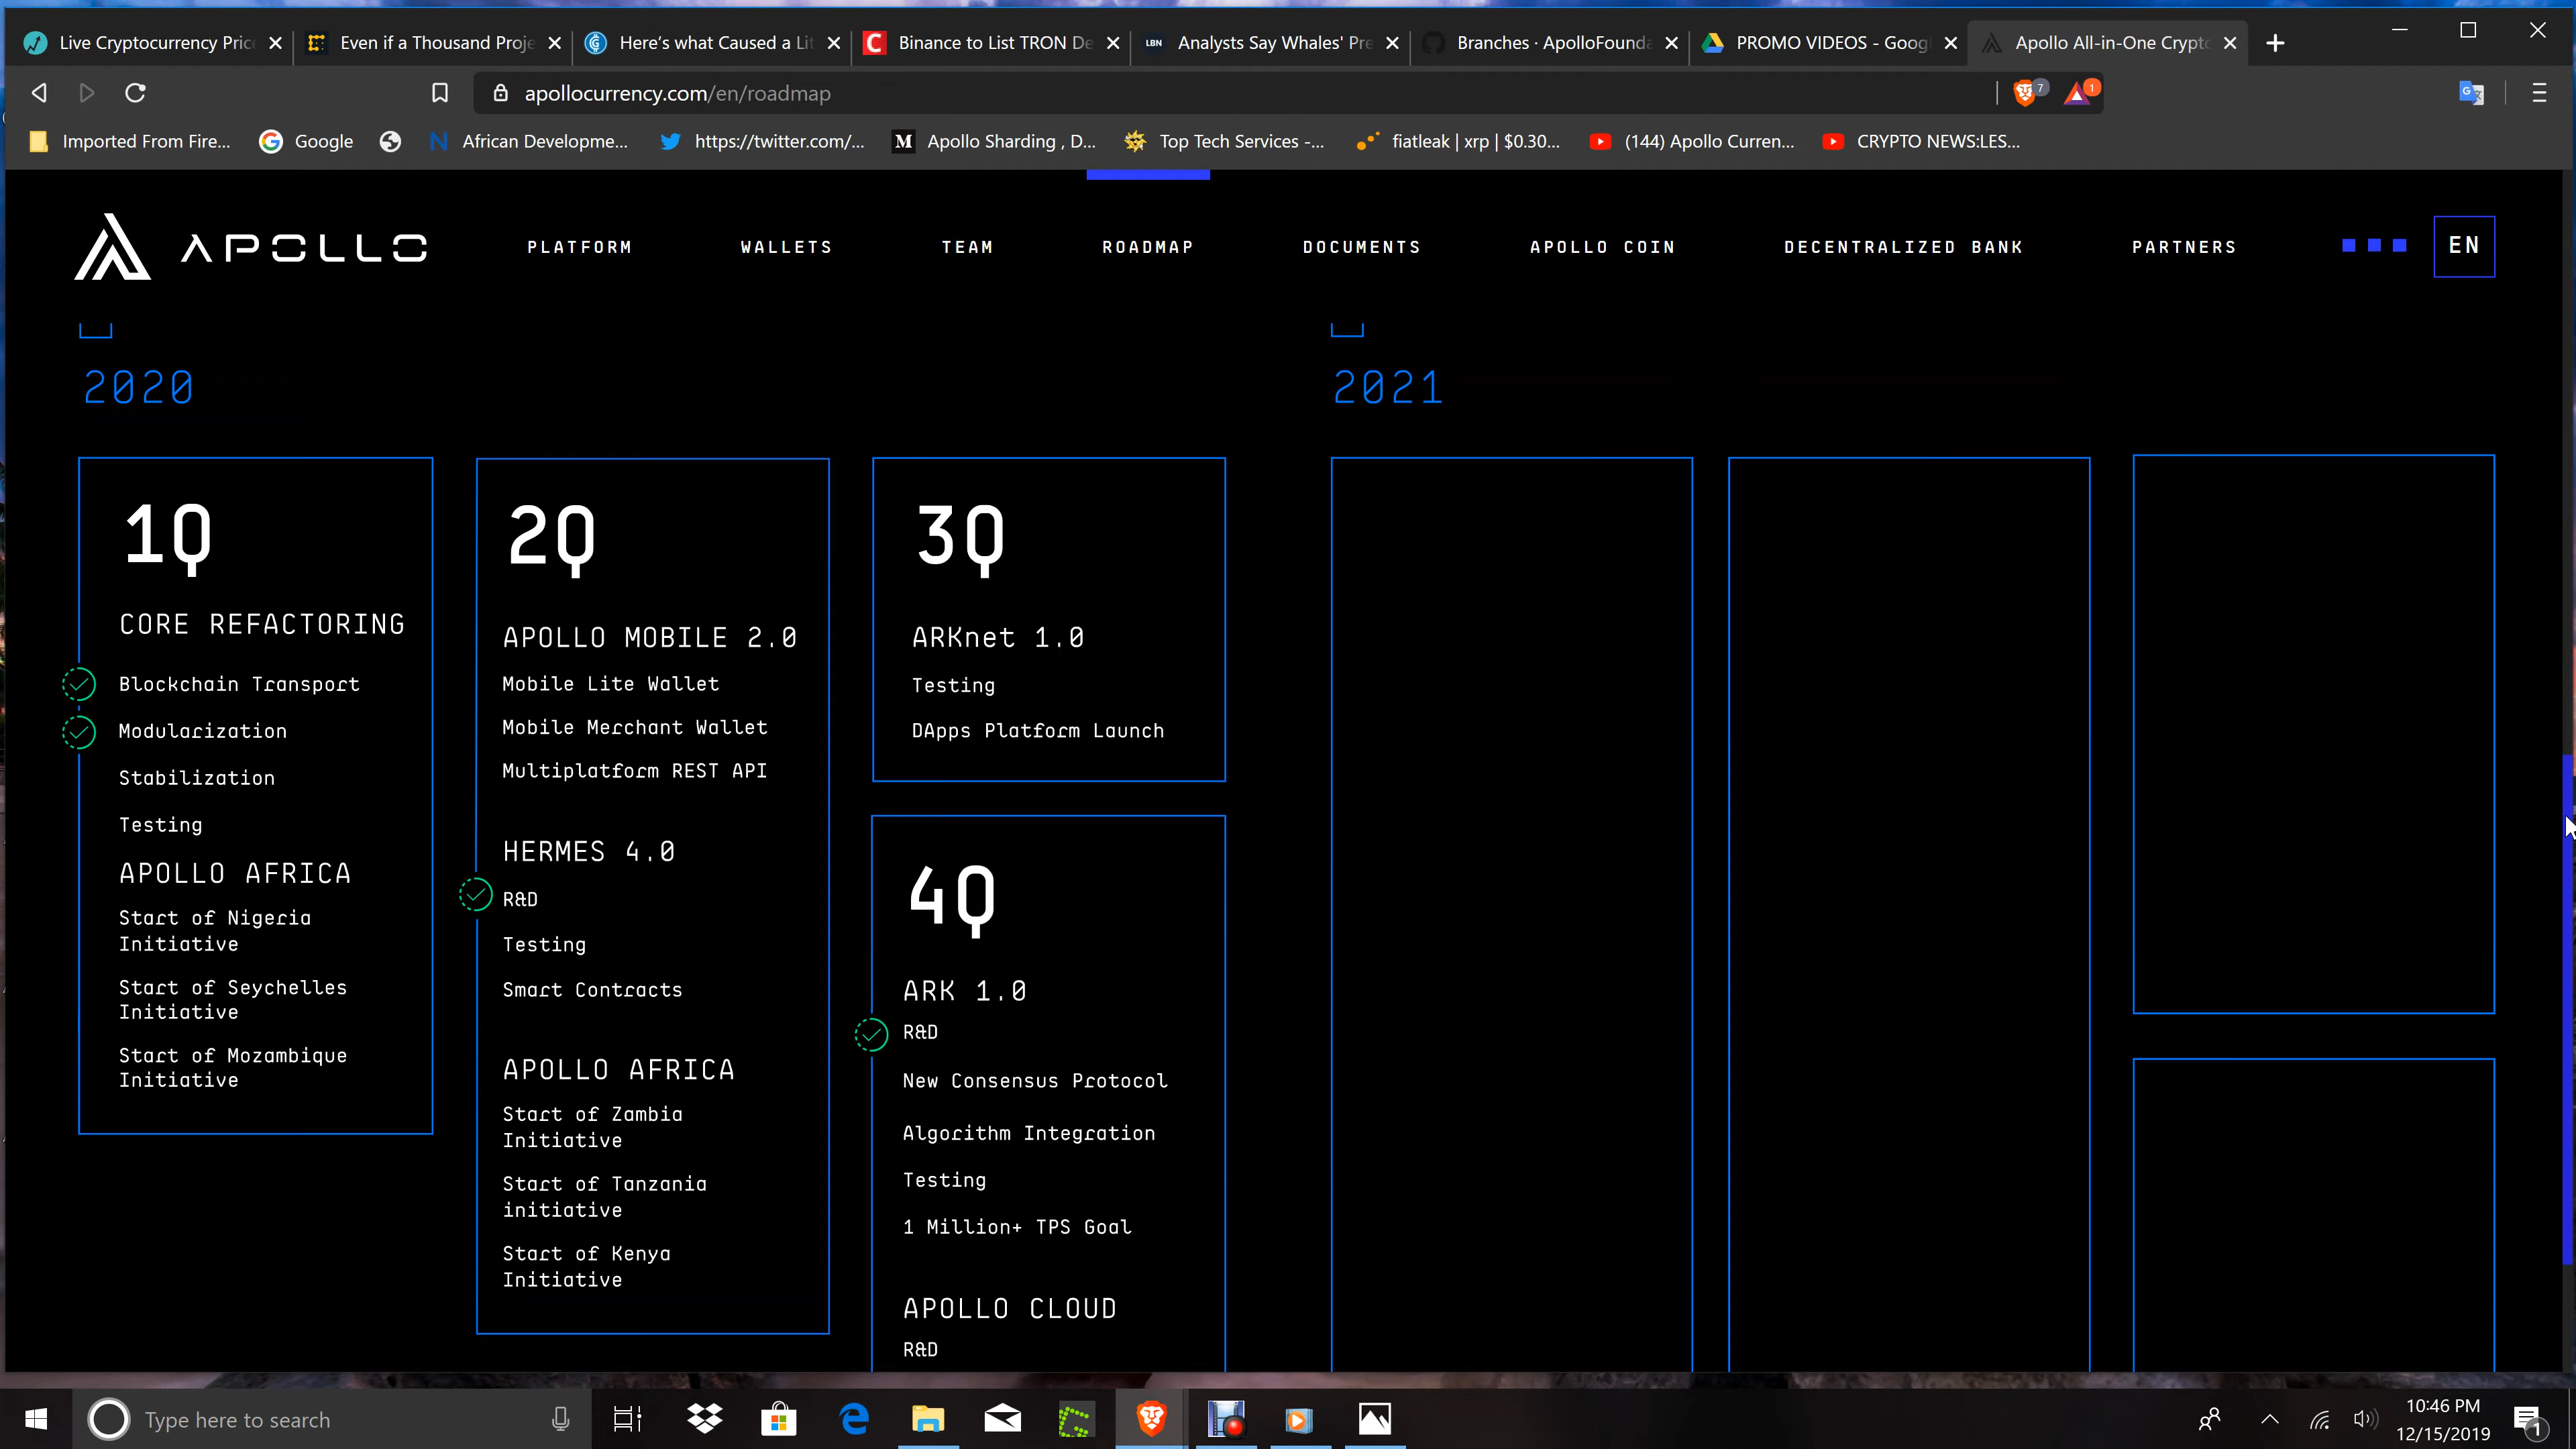 Live Cryptocurrency Price
Even if a Thousand Proje
Here's what Caused a Lit
Binance to List TRON De
Analysts Say Whales' Pre
Branches · ApolloFounda
PROMO VIDEOS - Googl
Apollo All-in-One Crypto
apollocurrency.com/en/roadmap
7
1
Imported From Fire...
Google
African Developme...
https://twitter.com/...
Apollo Sharding , D...
Top Tech Services -...
fiatleak | xrp | $0.30...
(144) Apollo Curren...
CRYPTO NEWS:LES...
APOLLO
PLATFORM
WALLETS
TEAM
ROADMAP
DOCUMENTS
APOLLO COIN
DECENTRALIZED BANK
PARTNERS
EN
2020
1Q
CORE REFACTORING
Blockchain Transport
Modularization
Stabilization
Testing
APOLLO AFRICA
Start of Nigeria
Initiative
Start of Seychelles
Initiative
Start of Mozambique
Initiative
2Q
APOLLO MOBILE 2.0
Mobile Lite Wallet
Mobile Merchant Wallet
Multiplatform REST API
HERMES 4.0
R&D
Testing
Smart Contracts
APOLLO AFRICA
Start of Zambia
Initiative
Start of Tanzania
initiative
Start of Kenya
Initiative
3Q
ARKnet 1.0
Testing
DApps Platform Launch
4Q
ARK 1.0
R&D
New Consensus Protocol
Algorithm Integration
Testing
1 Million+ TPS Goal
APOLLO CLOUD
R&D
2021
Type here to search
10:46 PM
12/15/2019
1